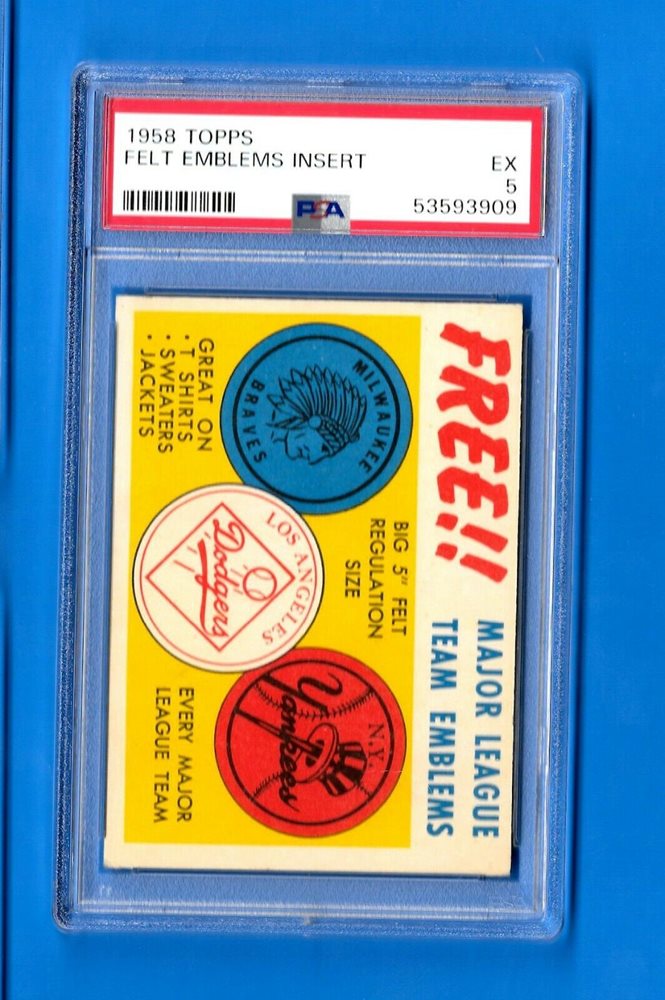 1958 TOPPS
FELT EMBLEMS INSERT
EX
5
PSA
53593909
FREE!!
MAJOR LEAGUE
TEAM EMBLEMS
MILWAUKEE
BRAVES
BIG 5" FELT
REGULATION
SIZE
N.Y.
Yankees
GREAT ON
• T SHIRTS
• SWEATERS
• JACKETS
LOS ANGELES
Dodgers
EVERY MAJOR
LEAGUE TEAM